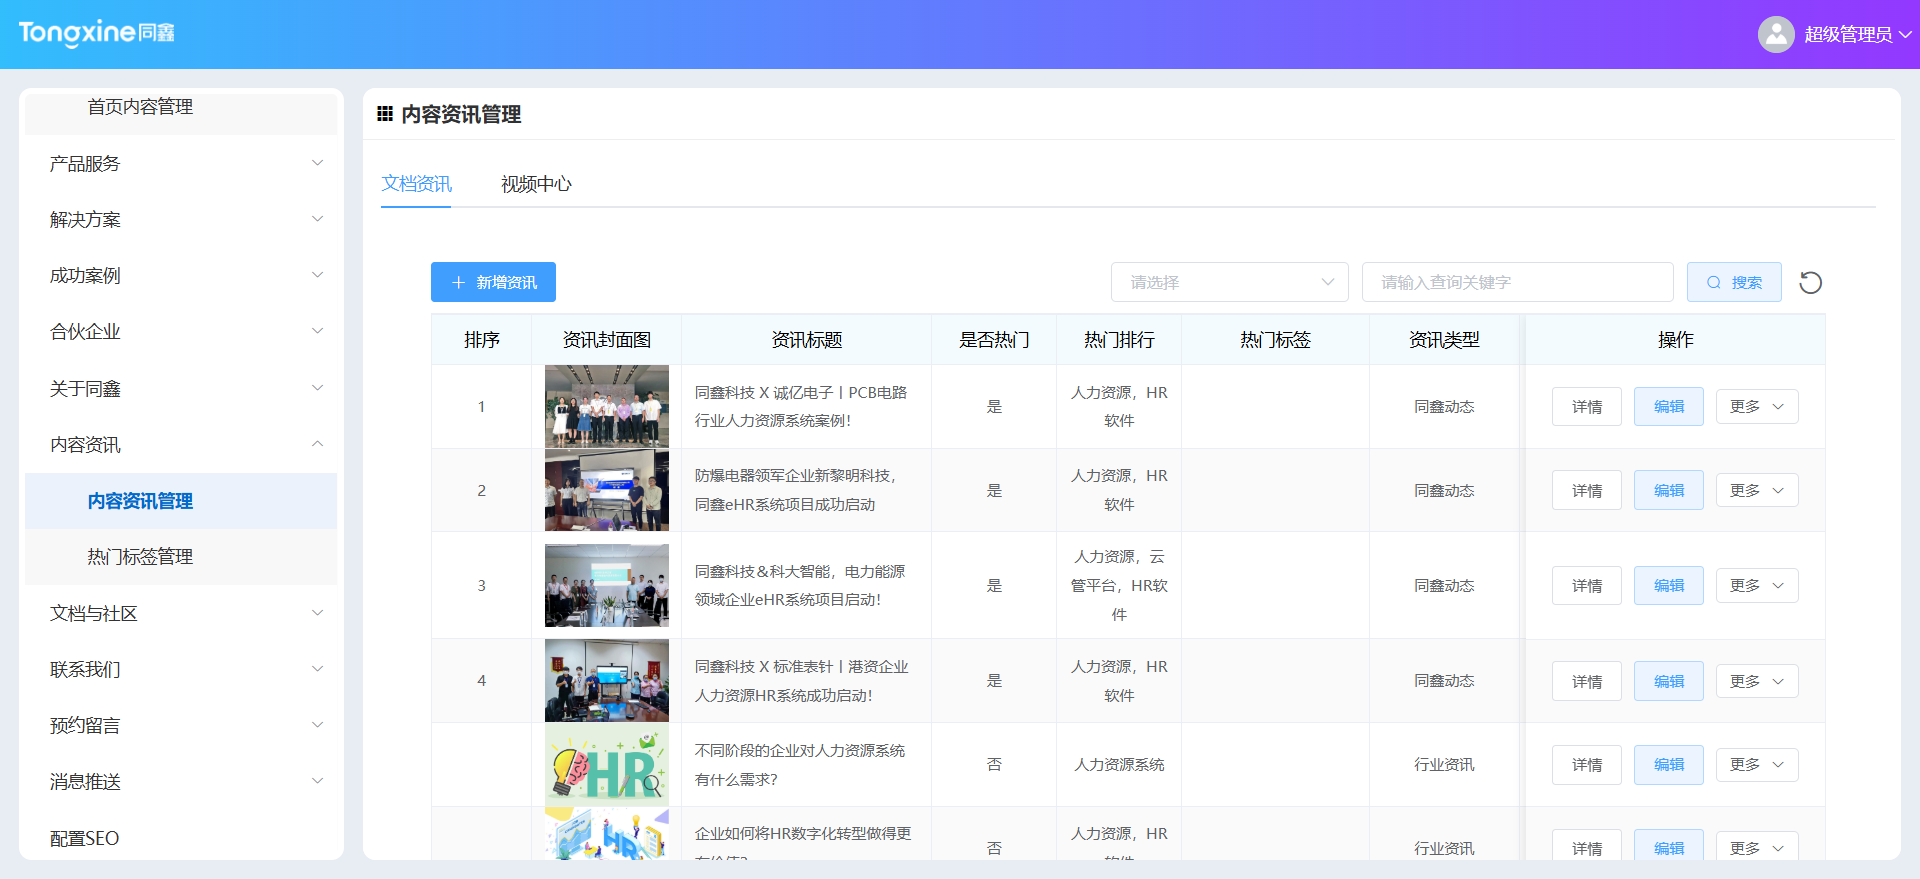 Tongxine同鑫
超级管理员
首页内容管理
产品服务
解决方案
成功案例
合伙企业
关于同鑫
内容资讯
内容资讯管理
热门标签管理
文档与社区
联系我们
预约留言
消息推送
配置SEO
内容资讯管理
文档资讯 视频中心
新增资讯 请选择 请输入查询关键字 搜索
排序 资讯封面图 资讯标题 是否热门 热门排行 热门标签 资讯类型 操作
1 同鑫科技 X 诚亿电子丨PCB电路
行业人力资源系统案例！ 是 人力资源，HR
软件 同鑫动态 详情 编辑 更多
2 防爆电器领军企业新黎明科技，
同鑫eHR系统项目成功启动 是 人力资源，HR
软件 同鑫动态 详情 编辑 更多
3 同鑫科技＆科大智能，电力能源
领域企业eHR系统项目启动！ 是 人力资源，云
管平台，HR软
件 同鑫动态 详情 编辑 更多
4 同鑫科技 X 标准表针丨港资企业
人力资源HR系统成功启动！ 是 人力资源，HR
软件 同鑫动态 详情 编辑 更多
HR
不同阶段的企业对人力资源系统
有什么需求？ 否 人力资源系统 行业资讯 详情 编辑 更多
HR
企业如何将HR数字化转型做得更
有价值？ 否 人力资源，HR
软件 行业资讯 详情 编辑 更多